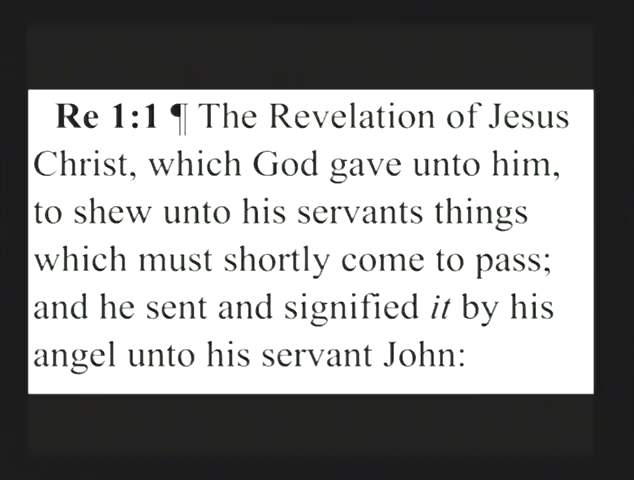 Re 1:1 ¶ The Revelation of Jesus
Christ, which God gave unto him,
to shew unto his servants things
which must shortly come to pass;
and he sent and signified it by his
angel unto his servant John: